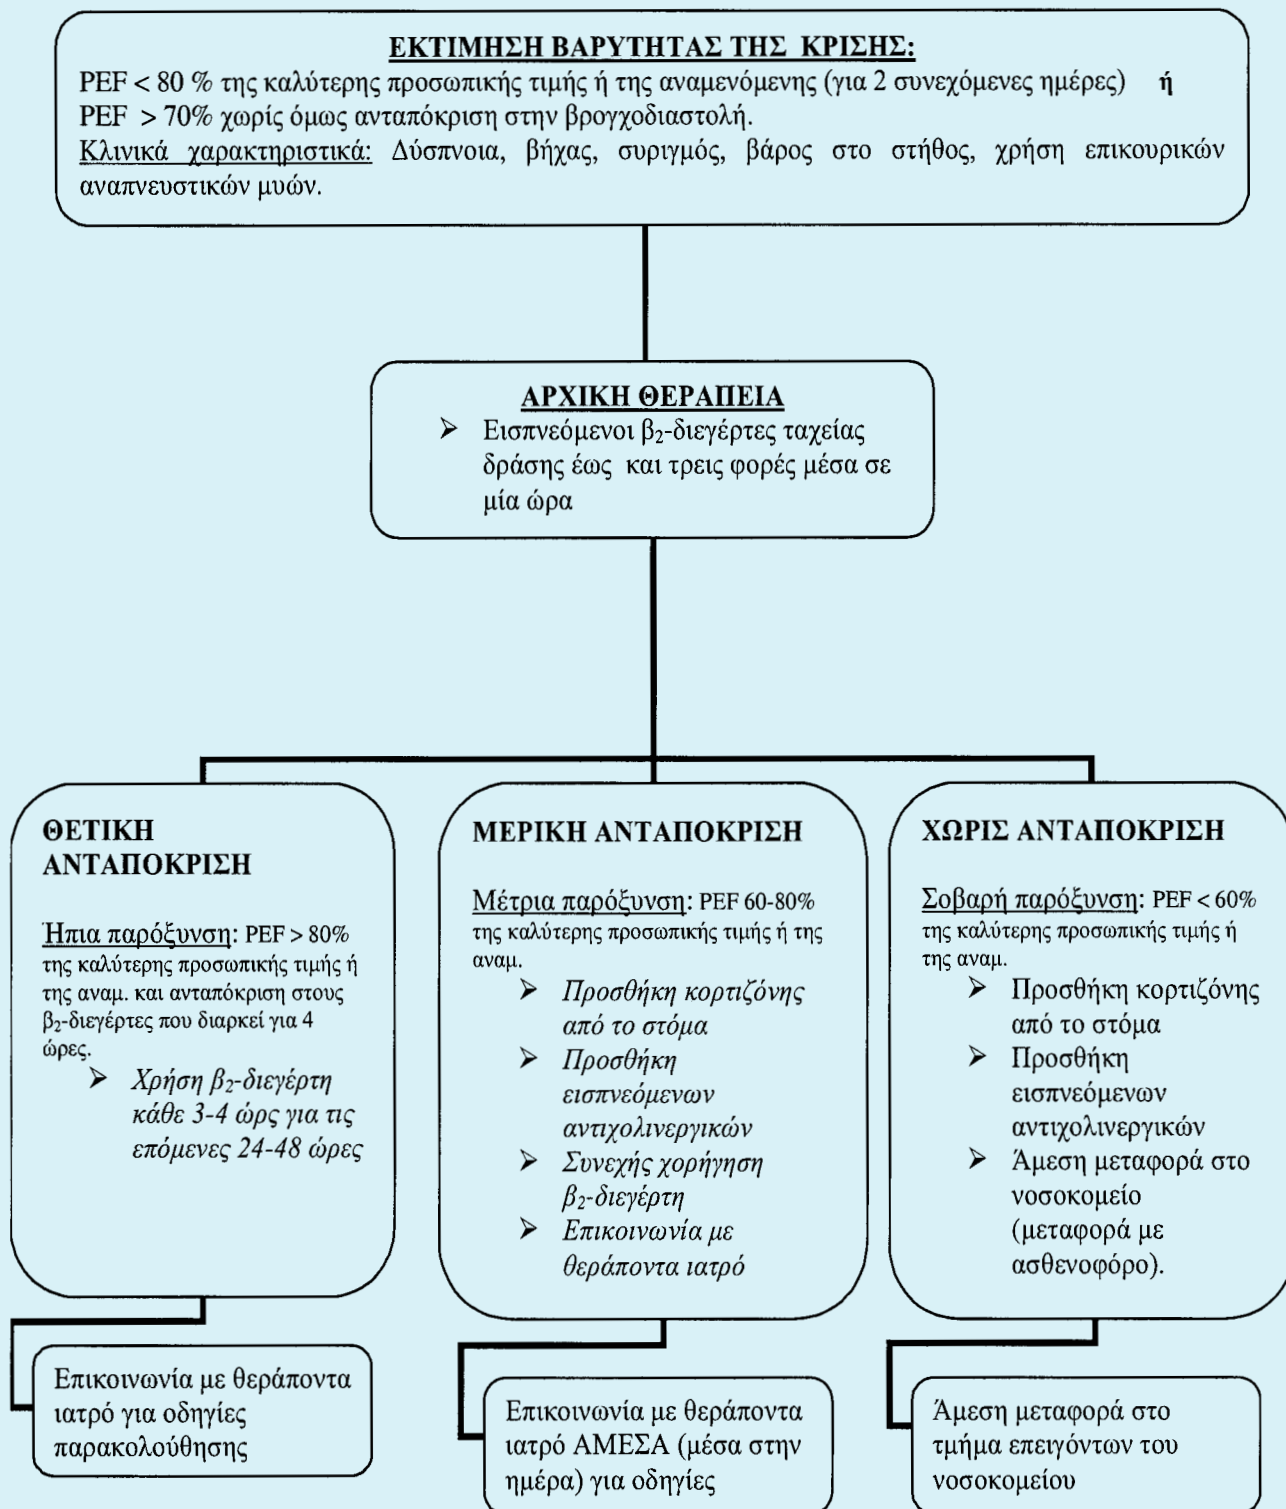 ΕΚΤΙΜΗΣΗ ΒΑΡΥΤΗΤΑΣ ΤΗΣ ΚΡΙΣΗΣ:
PEF < 80 % της καλύτερης προσωπικής τιμής ή της αναμενόμενης (για 2 συνεχόμενες ημέρες) ή
PEF > 70% χωρίς όμως ανταπόκριση στην βρογχοδιαστολή.
Κλινικά χαρακτηριστικά: Δύσπνοια, βήχας, συριγμός, βάρος στο στήθος, χρήση επικουρικών
αναπνευστικών μυών.
ΑΡΧΙΚΗ ΘΕΡΑΠΕΙΑ
➢ Εισπνεόμενοι β₂-διεγέρτες ταχείας
δράσης έως και τρεις φορές μέσα σε
μία ώρα
ΘΕΤΙΚΗ
ΑΝΤΑΠΟΚΡΙΣΗ
Ήπια παρόξυνση: PEF > 80%
της καλύτερης προσωπικής τιμής ή
της αναμ. και ανταπόκριση στους
β₂-διεγέρτες που διαρκεί για 4
ώρες.
➢ Χρήση β₂-διεγέρτη
κάθε 3-4 ώρς για τις
επόμενες 24-48 ώρες
Επικοινωνία με θεράποντα
ιατρό για οδηγίες
παρακολούθησης
ΜΕΡΙΚΗ ΑΝΤΑΠΟΚΡΙΣΗ
Μέτρια παρόξυνση: PEF 60-80%
της καλύτερης προσωπικής τιμής ή της
αναμ.
➢ Προσθήκη κορτιζόνης
από το στόμα
➢ Προσθήκη
εισπνεόμενων
αντιχολινεργικών
➢ Συνεχής χορήγηση
β₂-διεγέρτη
➢ Επικοινωνία με
θεράποντα ιατρό
Επικοινωνία με θεράποντα
ιατρό ΑΜΕΣΑ (μέσα στην
ημέρα) για οδηγίες
ΧΩΡΙΣ ΑΝΤΑΠΟΚΡΙΣΗ
Σοβαρή παρόξυνση: PEF < 60%
της καλύτερης προσωπικής τιμής ή
της αναμ.
➢ Προσθήκη κορτιζόνης
από το στόμα
➢ Προσθήκη
εισπνεόμενων
αντιχολινεργικών
➢ Άμεση μεταφορά στο
νοσοκομείο
(μεταφορά με
ασθενοφόρο).
Άμεση μεταφορά στο
τμήμα επειγόντων του
νοσοκομείου